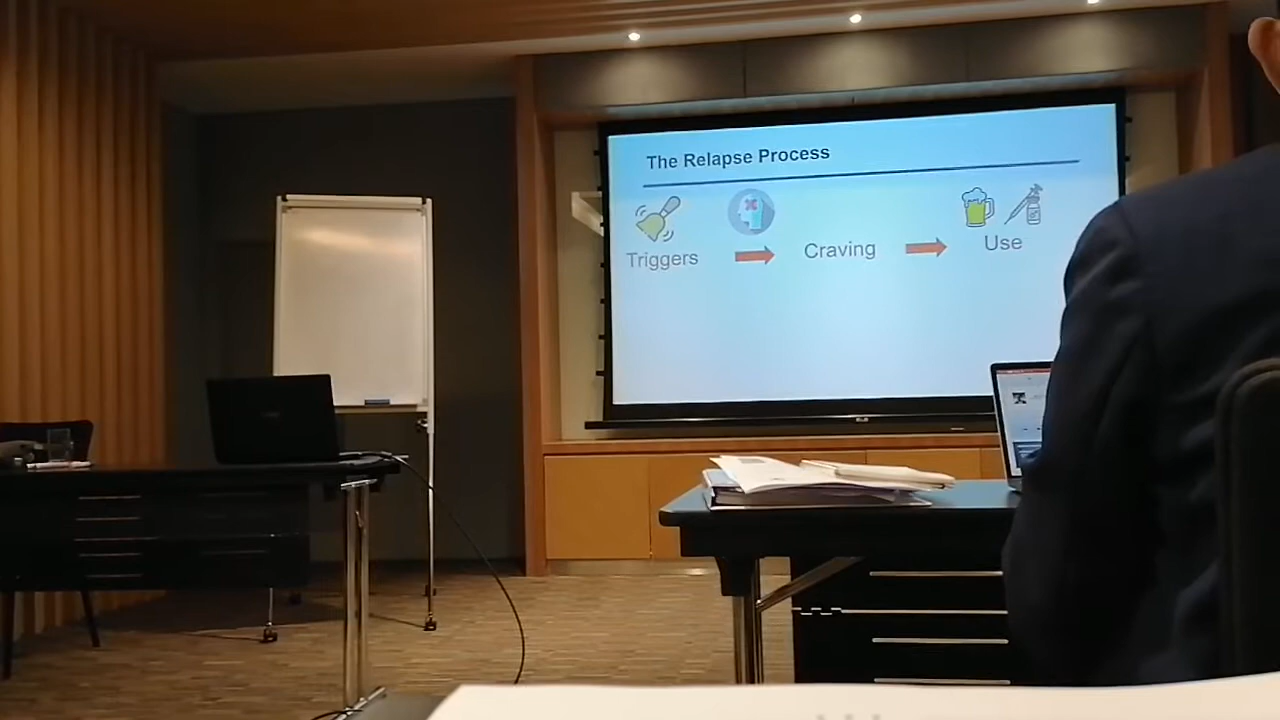 The Relapse Process
Triggers
Craving
Use